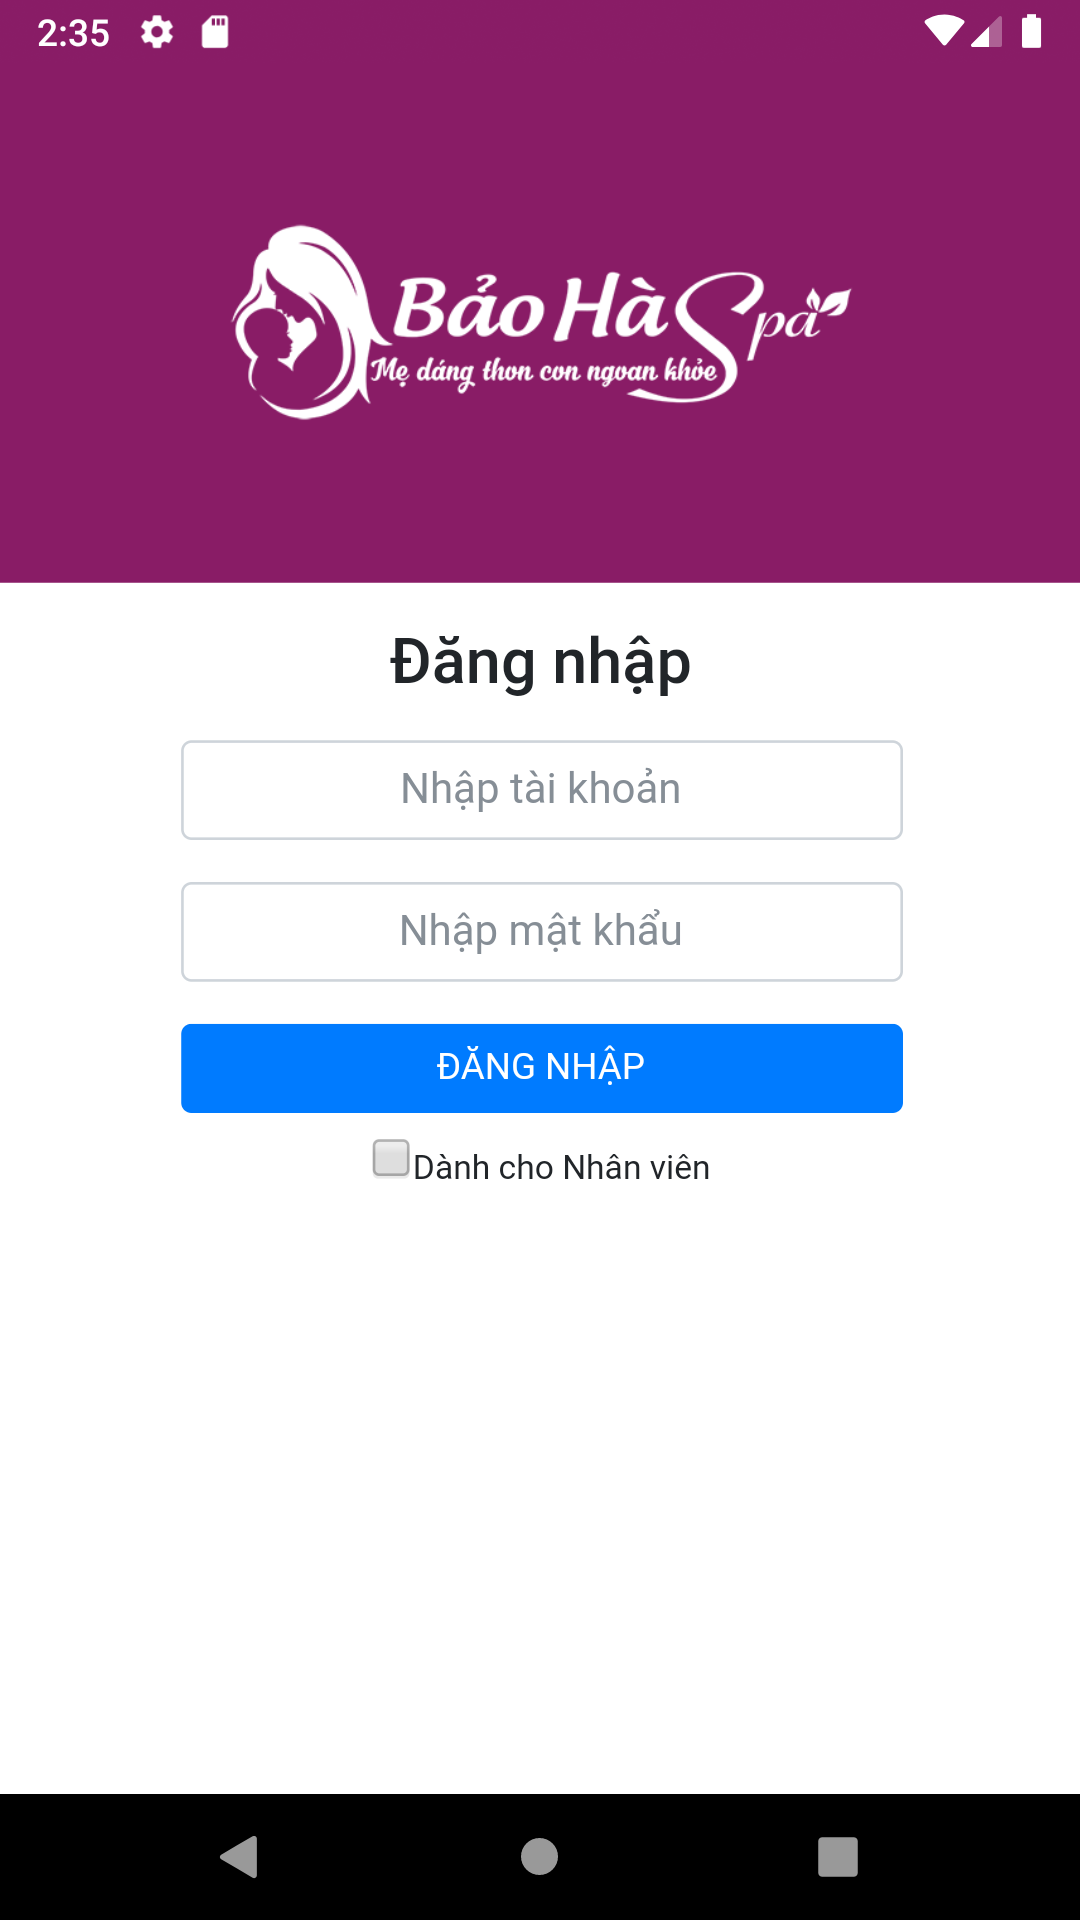 2:35
Bảo Hà Spa
Mẹ dáng thon con ngoan khỏe
Đăng nhập
Nhập tài khoản
Nhập mật khẩu
ĐĂNG NHẬP
Dành cho Nhân viên